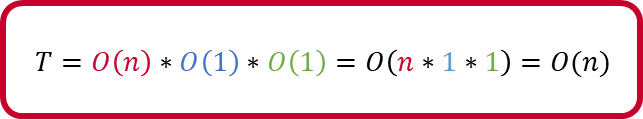 T = O(n) * O(1) * O(1) = O(n * 1 * 1) = O(n)